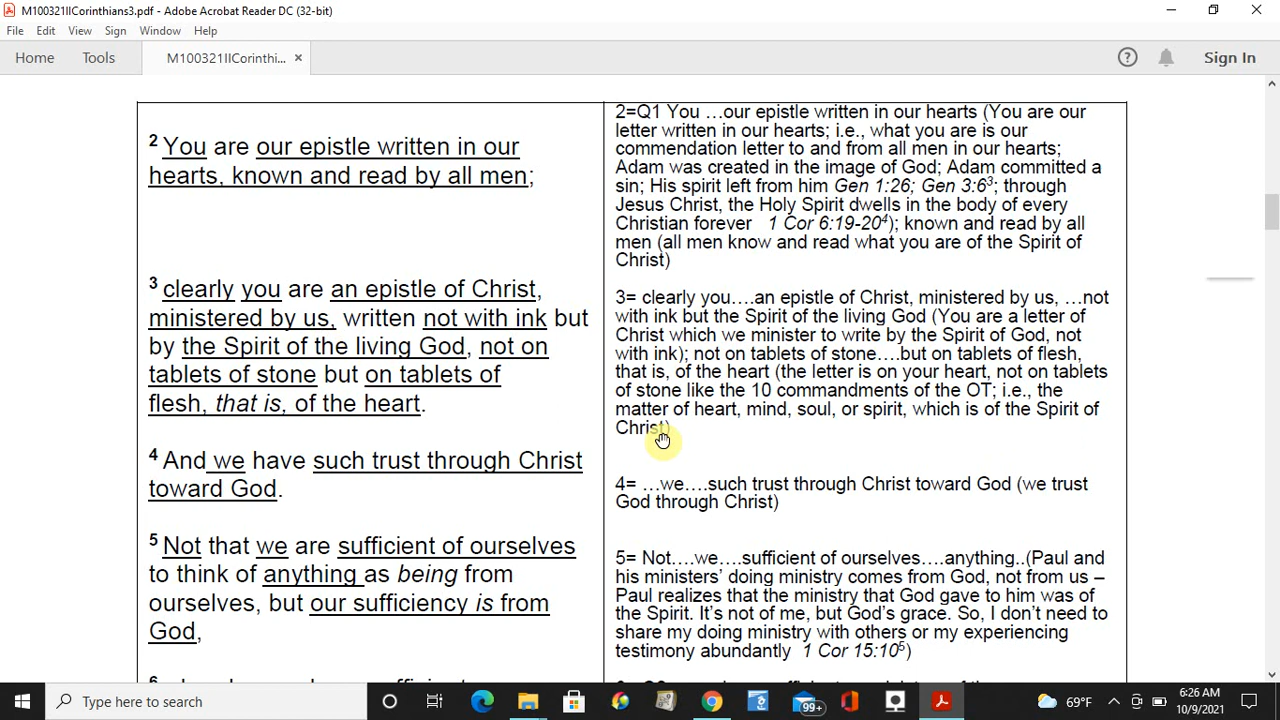 M100321IICorinthians3.pdf - Adobe Acrobat Reader DC (32-bit)
File Edit View Sign Window Help
Home Tools M100321IICorinthi... × Sign In
2 You are our epistle written in our
hearts, known and read by all men;
3 clearly you are an epistle of Christ,
ministered by us, written not with ink but
by the Spirit of the living God, not on
tablets of stone but on tablets of
flesh, that is, of the heart.
4 And we have such trust through Christ
toward God.
5 Not that we are sufficient of ourselves
to think of anything as being from
ourselves, but our sufficiency is from
God,
2=Q1 You …our epistle written in our hearts (You are our
letter written in our hearts; i.e., what you are is our
commendation letter to and from all men in our hearts;
Adam was created in the image of God; Adam committed a
sin; His spirit left from him Gen 1:26; Gen 3:63; through
Jesus Christ, the Holy Spirit dwells in the body of every
Christian forever 1 Cor 6:19-204); known and read by all
men (all men know and read what you are of the Spirit of
Christ)
3= clearly you….an epistle of Christ, ministered by us, …not
with ink but the Spirit of the living God (You are a letter of
Christ which we minister to write by the Spirit of God, not
with ink); not on tablets of stone….but on tablets of flesh,
that is, of the heart (the letter is on your heart, not on tablets
of stone like the 10 commandments of the OT; i.e., the
matter of heart, mind, soul, or spirit, which is of the Spirit of
Christ)
4= …we….such trust through Christ toward God (we trust
God through Christ)
5= Not….we….sufficient of ourselves….anything..(Paul and
his ministers' doing ministry comes from God, not from us –
Paul realizes that the ministry that God gave to him was of
the Spirit. It's not of me, but God's grace. So, I don't need to
share my doing ministry with others or my experiencing
testimony abundantly 1 Cor 15:105)
Type here to search
99+
69°F
6:26 AM
10/9/2021